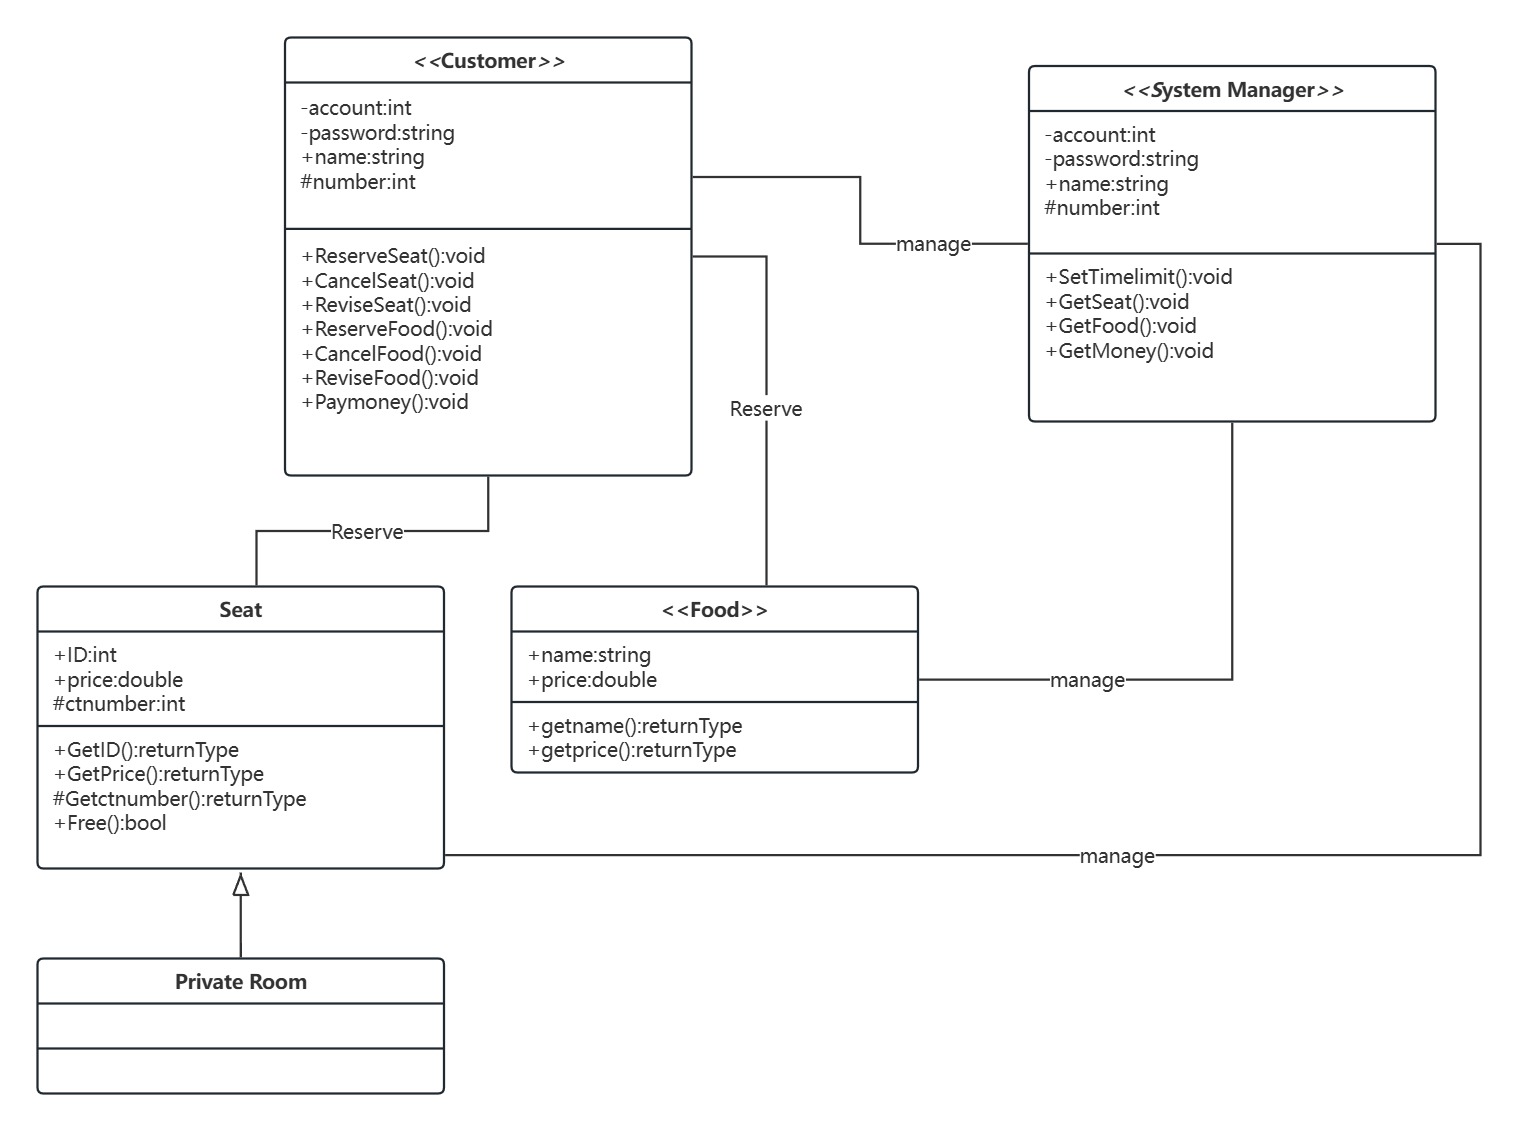 <<Customer>>
-account:int
-password:string
+name:string
#number:int
+ReserveSeat():void
+CancelSeat():void
+ReviseSeat():void
+ReserveFood():void
+CancelFood():void
+ReviseFood():void
+Paymoney():void
<<System Manager>>
-account:int
-password:string
+name:string
#number:int
+SetTimelimit():void
+GetSeat():void
+GetFood():void
+GetMoney():void
manage
Reserve
Reserve
Seat
+ID:int
+price:double
#ctnumber:int
+GetID():returnType
+GetPrice():returnType
#Getctnumber():returnType
+Free():bool
<<Food>>
+name:string
+price:double
+getname():returnType
+getprice():returnType
manage
manage
Private Room